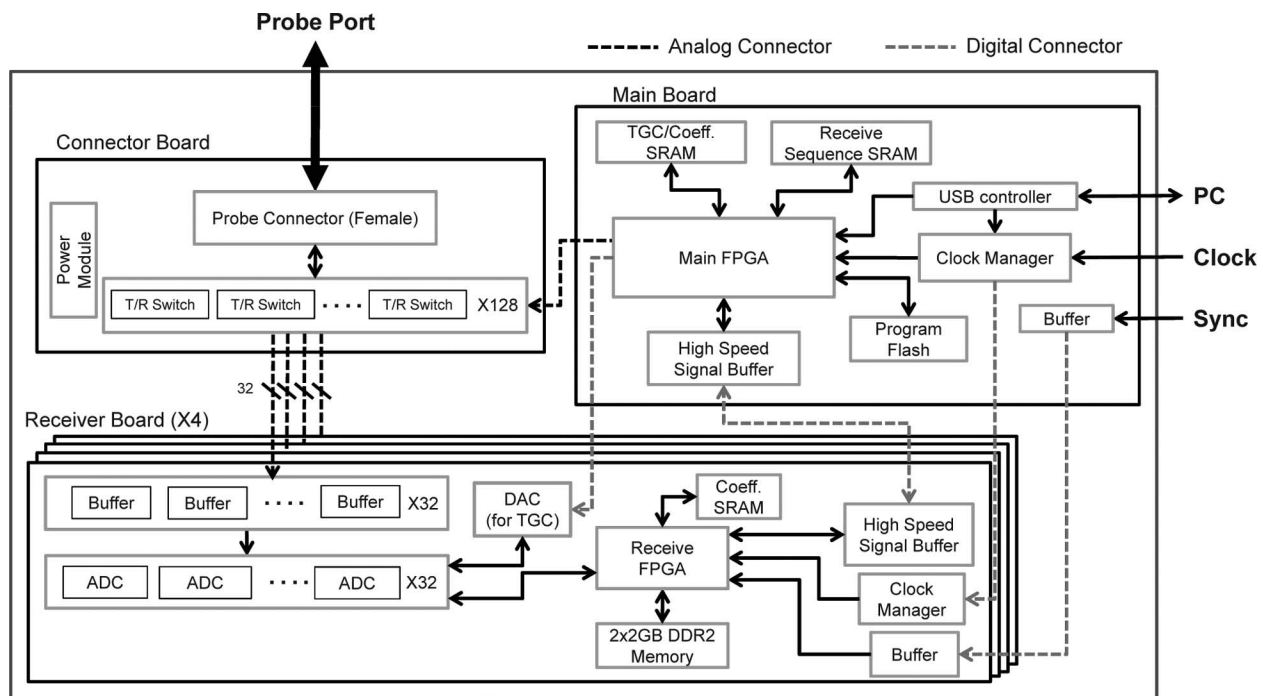 Probe Port
Analog Connector
Digital Connector
Main Board
TGC/Coeff.
SRAM
Receive
Sequence SRAM
USB controller
PC
Main FPGA
Clock Manager
Clock
Program
Flash
Buffer
Sync
High Speed
Signal Buffer
Connector Board
Power
Module
Probe Connector (Female)
T/R Switch
T/R Switch
....
T/R Switch
X128
32
Receiver Board (X4)
Buffer
Buffer
....
Buffer
X32
ADC
ADC
....
ADC
X32
DAC
(for TGC)
Coeff.
SRAM
Receive
FPGA
High Speed
Signal Buffer
Clock
Manager
2x2GB DDR2
Memory
Buffer